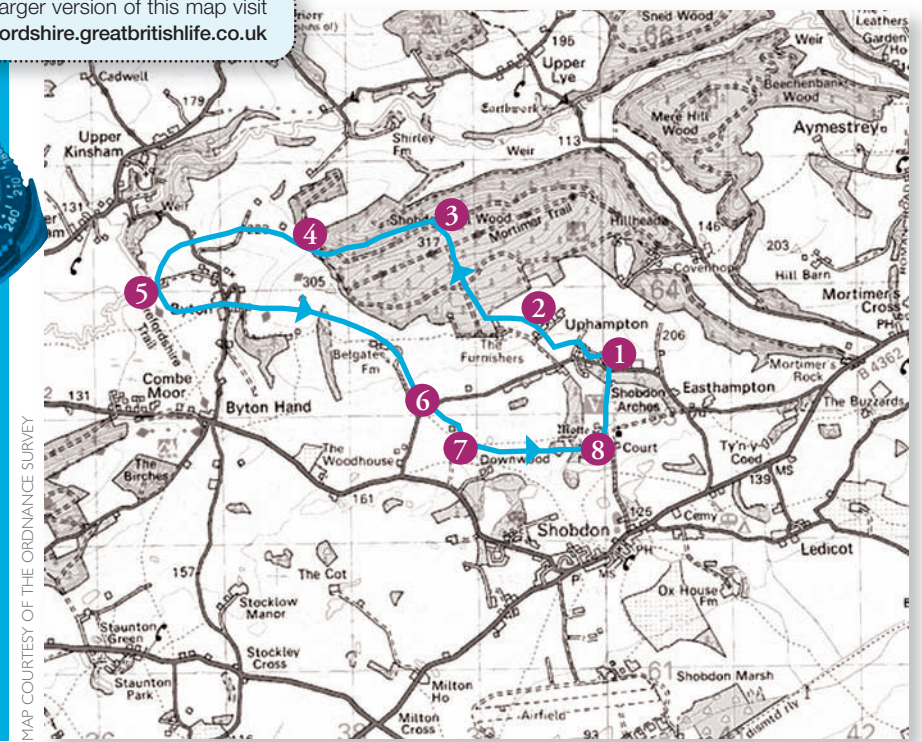 arger version of this map visit
ordshire.greatbritishlife.co.uk
Cadwell
179
Upper
Kinsham
131
Weir
195
Upper
Lye
Earthwork
Shirley
Fm
Weir
113
Sned Wood
66
Weir
Leathers
Garden
Ho
Beechenbank
Wood
Mere Hill
Wood
Aymestrey
Wood
Mortimer Trail
317
Hillhead
146
203
Covenhope
Hill Barn
64
Mortimer's
Cross
PH
305
4
3
5
2
1
6
7
8
Trail
Belgate
Fm
The
Furnishers
Uphampton
206
Mortimer's
Rock
B 4362
Combe
Moor
131
Byton Hand
Shobdon
Arches
Easthampton
The Buzzards
V
Motte
Court
Ty'n-y-
Coed
MS
139
The
Birches
The
Woodhouse
161
Downwood
125
Cemy
Shobdon
PH
MS
P
Ledicot
157
The Cot
Stocklow
Manor
Ox House
Fm
Staunton
Green
Stockley
Cross
Staunton
Park
Milton
Ho
Milton
Cross
61
Shobdon Marsh
Airfield
dismtd rly
93
42
MAP COURTESY OF THE ORDNANCE SURVEY